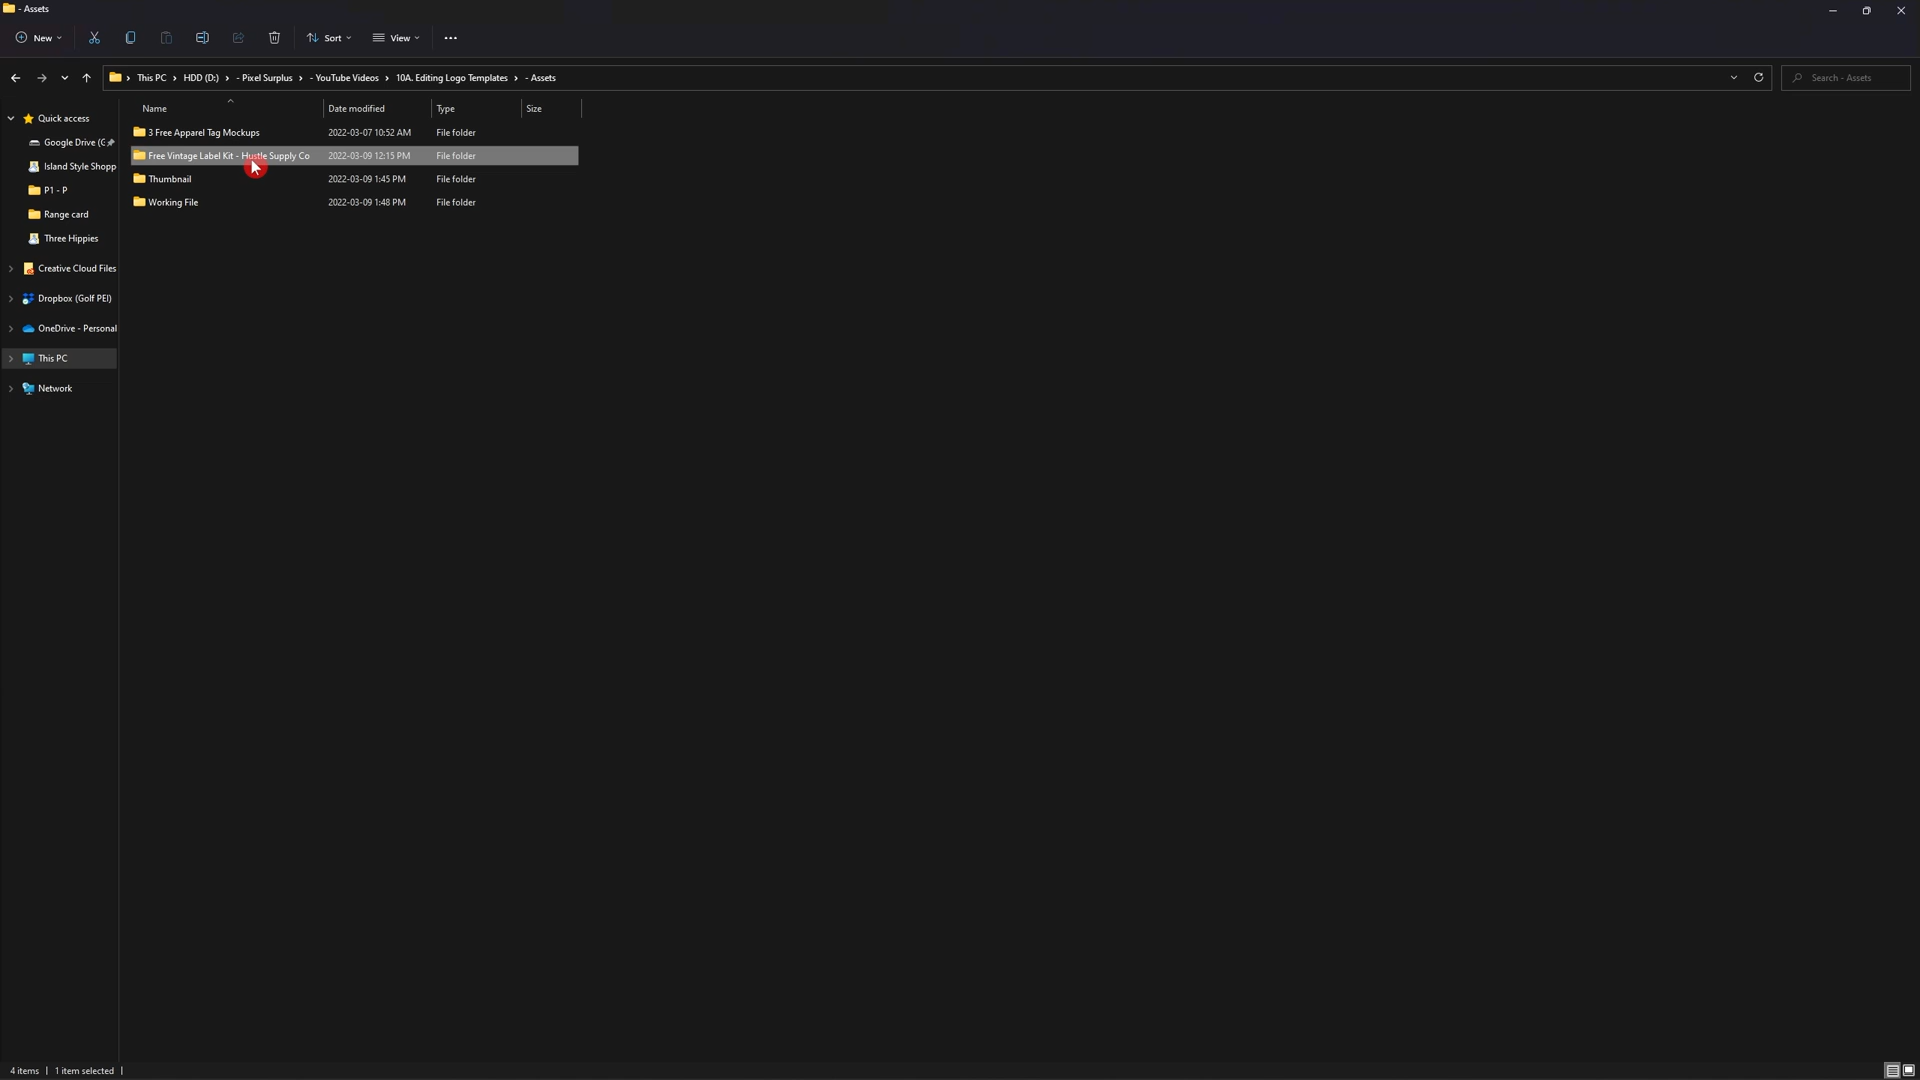 - Assets
New
Sort
View
This PC > HDD (D:) > - Pixel Surplus > - YouTube Videos > 10A. Editing Logo Templates > - Assets
Search - Assets
Name Date modified Type Size
Quick access
Google Drive (G
Island Style Shopp
P1 - P
Range card
Three Hippies
Creative Cloud Files
Dropbox (Golf PEI)
OneDrive - Personal
This PC
Network
3 Free Apparel Tag Mockups 2022-03-07 10:52 AM File folder
Free Vintage Label Kit - Hustle Supply Co 2022-03-09 12:15 PM File folder
Thumbnail 2022-03-09 1:45 PM File folder
Working File 2022-03-09 1:48 PM File folder
4 items 1 item selected